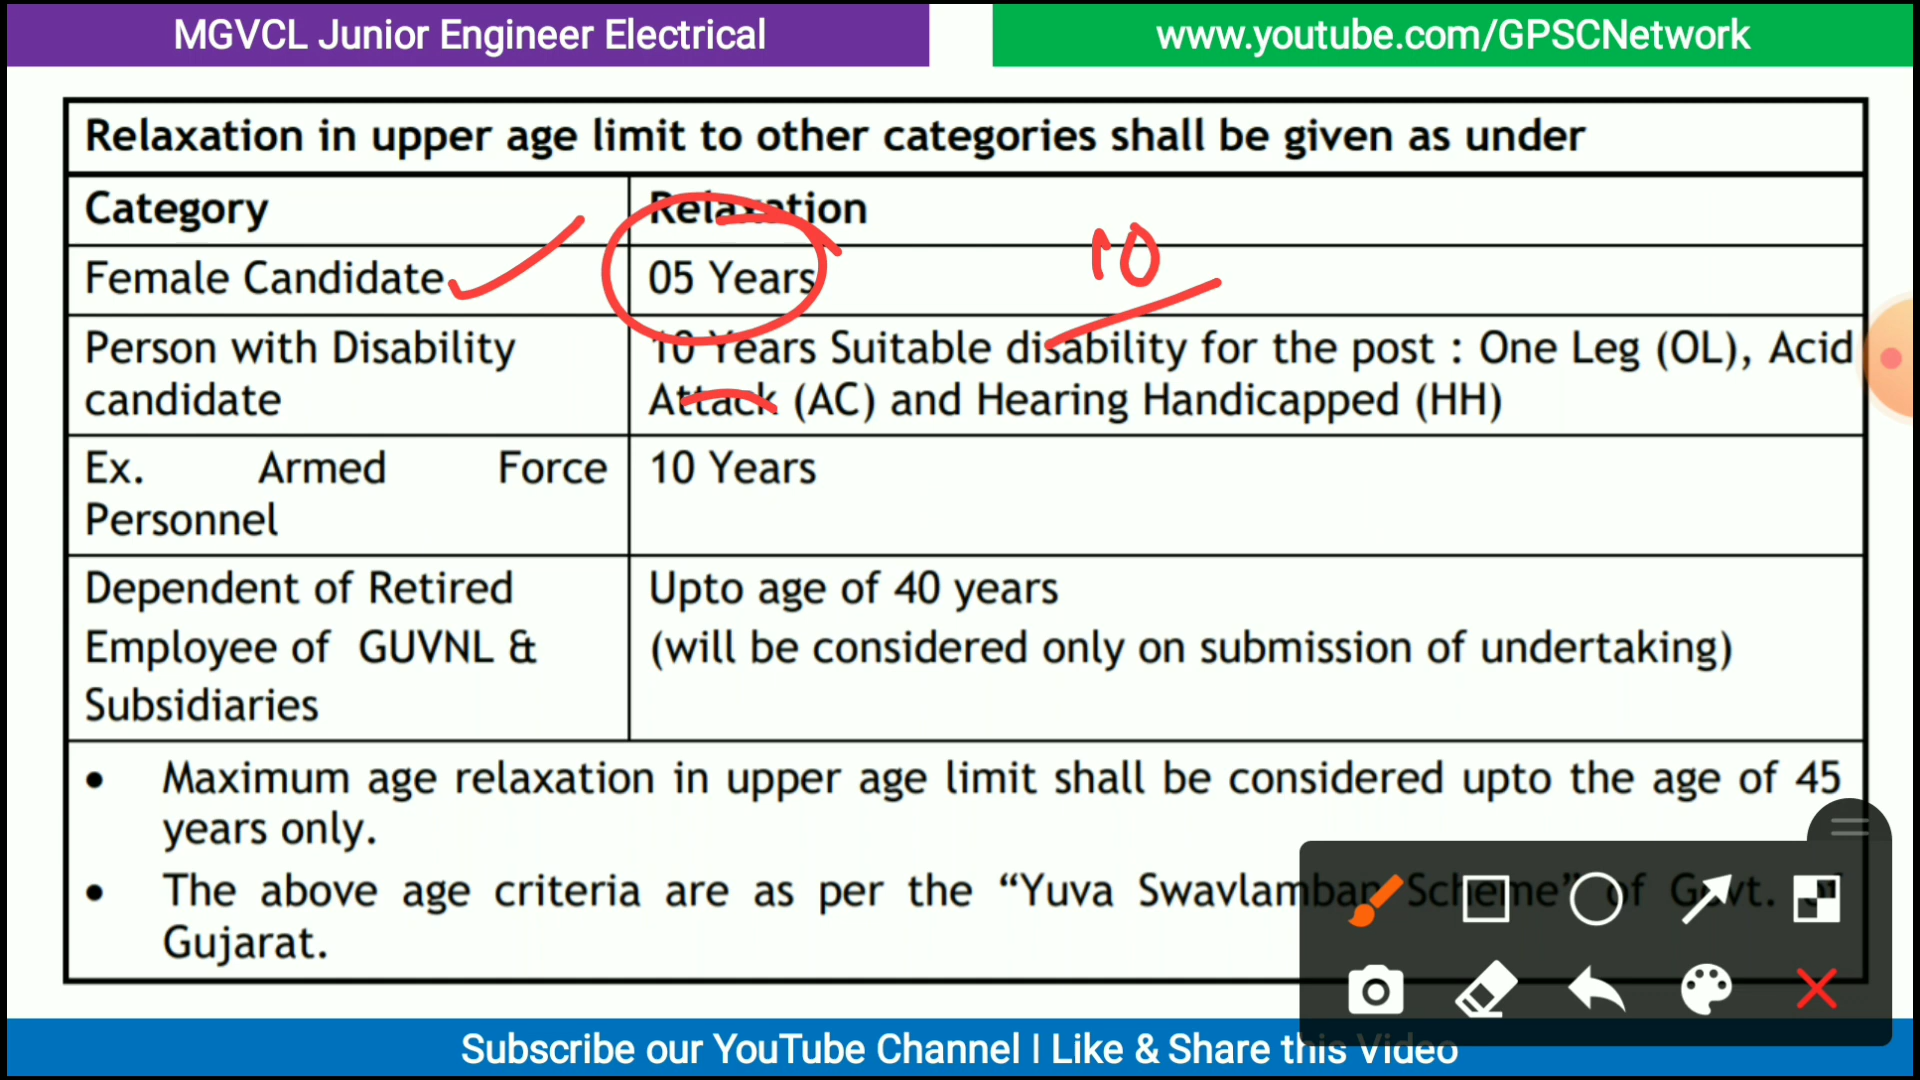 MGVCL Junior Engineer Electrical
www.youtube.com/GPSCNetwork
Relaxation in upper age limit to other categories shall be given as under
Category
Relaxation
Female Candidate
05 Years
10
Person with Disability
candidate
10 Years Suitable disability for the post : One Leg (OL), Acid
Attack (AC) and Hearing Handicapped (HH)
Ex. Armed Force
Personnel
10 Years
Dependent of Retired
Employee of GUVNL &
Subsidiaries
Upto age of 40 years
(will be considered only on submission of undertaking)
• Maximum age relaxation in upper age limit shall be considered upto the age of 45
years only.
• The above age criteria are as per the “Yuva Swavlamban Scheme” of Govt. of
Gujarat.
Subscribe our YouTube Channel | Like & Share this Video